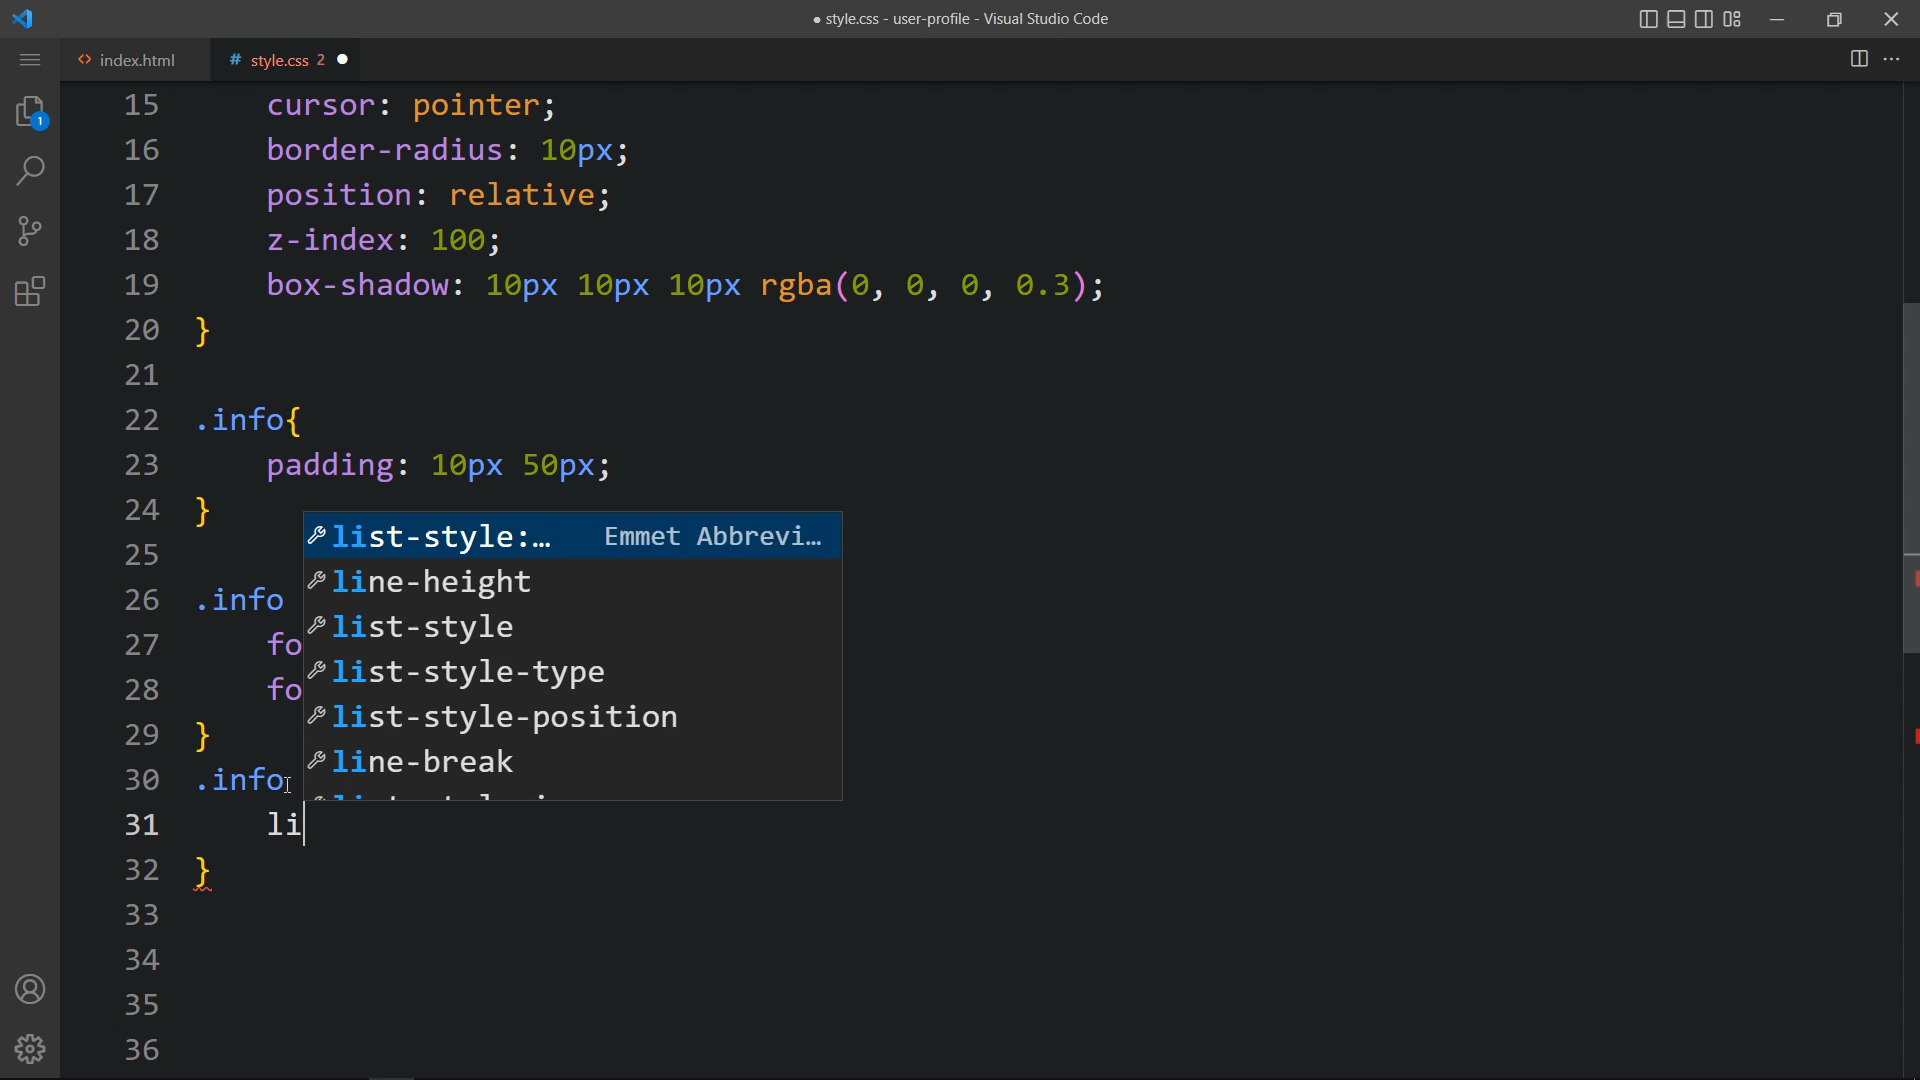 ● style.css - user-profile - Visual Studio Code
index.html
# style.css 2 ●
1
15 cursor: pointer;
16 border-radius: 10px;
17 position: relative;
18 z-index: 100;
19 box-shadow: 10px 10px 10px rgba(0, 0, 0, 0.3);
20 }
21
22 .info{
23 padding: 10px 50px;
24 }
25
26 .info
27 fo
28 fo
29 }
30 .info
31 li
32 }
33
34
35
36
list-style:… Emmet Abbrevi…
line-height
list-style
list-style-type
list-style-position
line-break